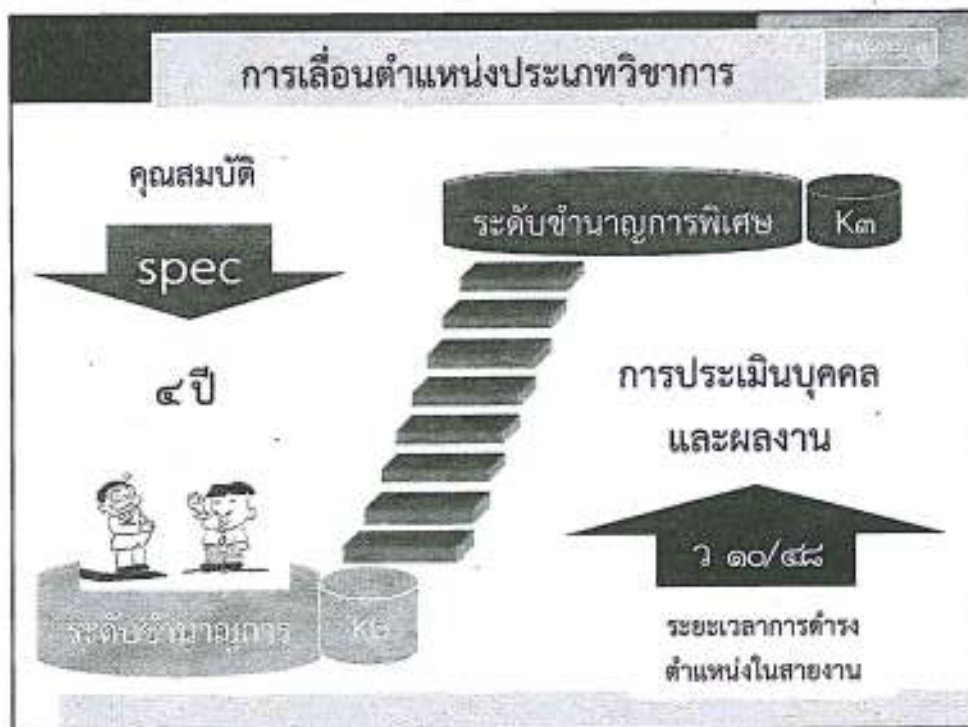 การเลื่อนตำแหน่งประเภทวิชาการ
คุณสมบัติ
spec
๔ ปี
ระดับชำนาญการพิเศษ
K๓
การประเมินบุคคล
และผลงาน
ว ๑๐/๔๘
ระยะเวลาการดำรง
ตำแหน่งในสายงาน
ระดับชำนาญการ
K๒